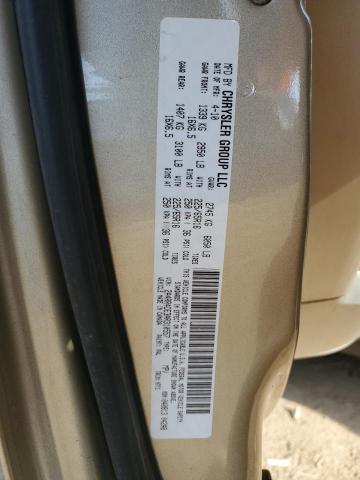 MFD BY CHRYSLER GROUP LLC
DATE OF MFR: 4-10 GVWR: 2745 KG 6050 LB
GAWR FRONT: 1339 KG 2950 LB WITH TIRES
16X6.5 RIMS AT 225/65R16 250 KPA( 36 PSI) COLD
GAWR REAR: 1407 KG 3100 LB WITH TIRES
16X6.5 RIMS AT 225/65R16 250 KPA( 36 PSI) COLD
THIS VEHICLE CONFORMS TO ALL APPLICABLE U.S.A. FEDERAL MOTOR VEHICLE SAFETY
STANDARDS IN EFFECT ON THE DATE OF MANUFACTURE SHOWN ABOVE.
TYPE: MPV
VEHICLE MADE IN CANADA PAINT: